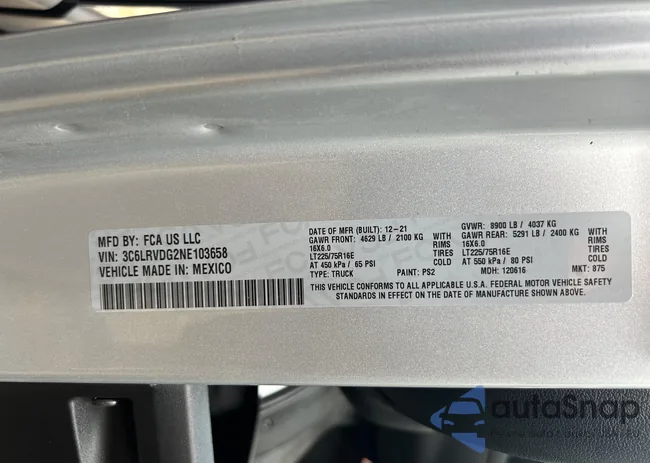 MFD BY: FCA US LLC
VIN: 3C6LRVDG2NE103658
VEHICLE MADE IN: MEXICO
DATE OF MFR (BUILT): 12-21
GAWR FRONT: 4629 LB / 2100 KG
16X6.0 RIMS
LT225/75R16E TIRES
AT 450 kPa / 65 PSI COLD
TYPE: TRUCK PAINT: PS2
GVWR: 8900 LB / 4037 KG
GAWR REAR: 5291 LB / 2400 KG
16X6.0 RIMS
LT225/75R16E TIRES
AT 550 kPa / 80 PSI COLD
MDH: 120616 MKT: 875
THIS VEHICLE CONFORMS TO ALL APPLICABLE U.S.A. FEDERAL MOTOR VEHICLE SAFETY
STANDARDS IN EFFECT ON THE DATE OF MANUFACTURE SHOWN ABOVE.
autoSnap